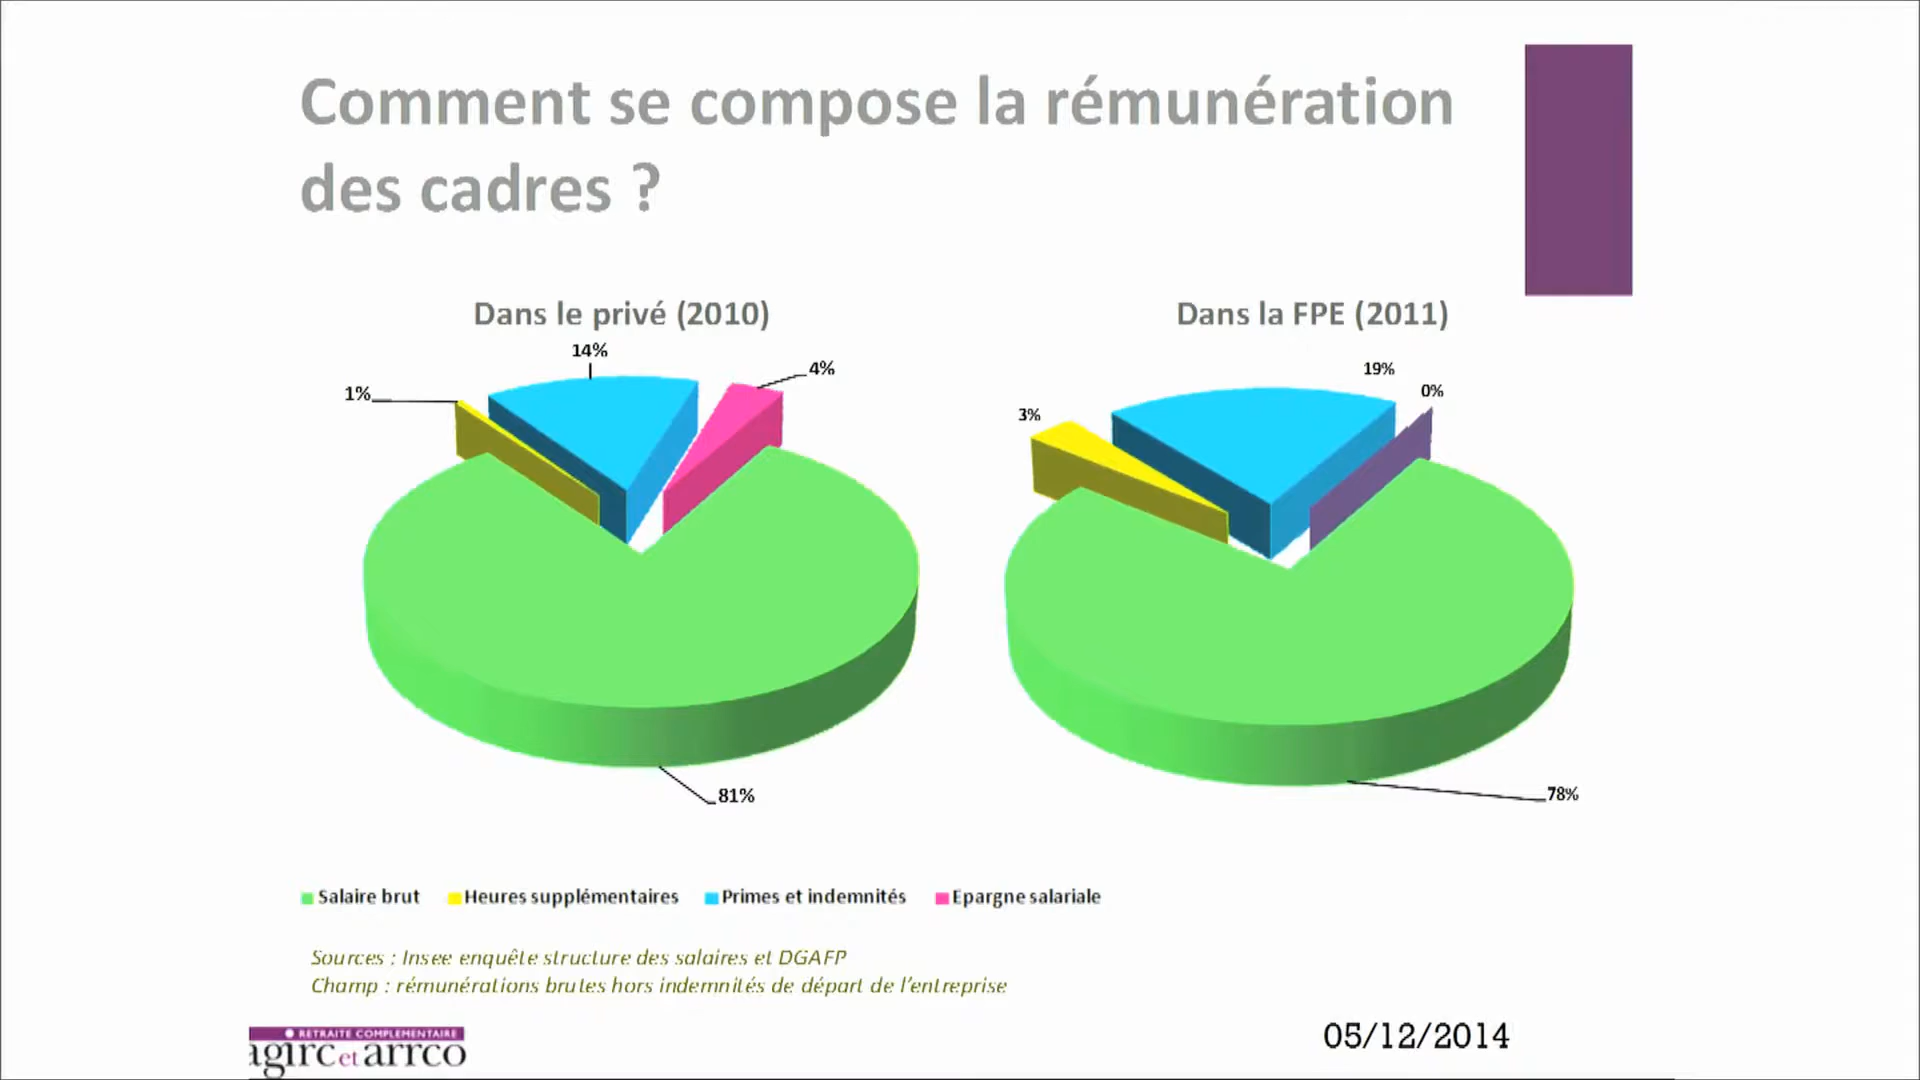 Comment se compose la rémunération
des cadres ?
Dans le privé (2010)
Dans la FPE (2011)
14%
4%
1%
81%
19%
0%
3%
78%
Salaire brut
Heures supplémentaires
Primes et indemnités
Epargne salariale
Sources : Insee enquête structure des salaires et DGAFP
Champ : rémunérations brutes hors indemnités de départ de l'entreprise
RETRAITE COMPLEMENTAIRE
agirc et arrco
05/12/2014